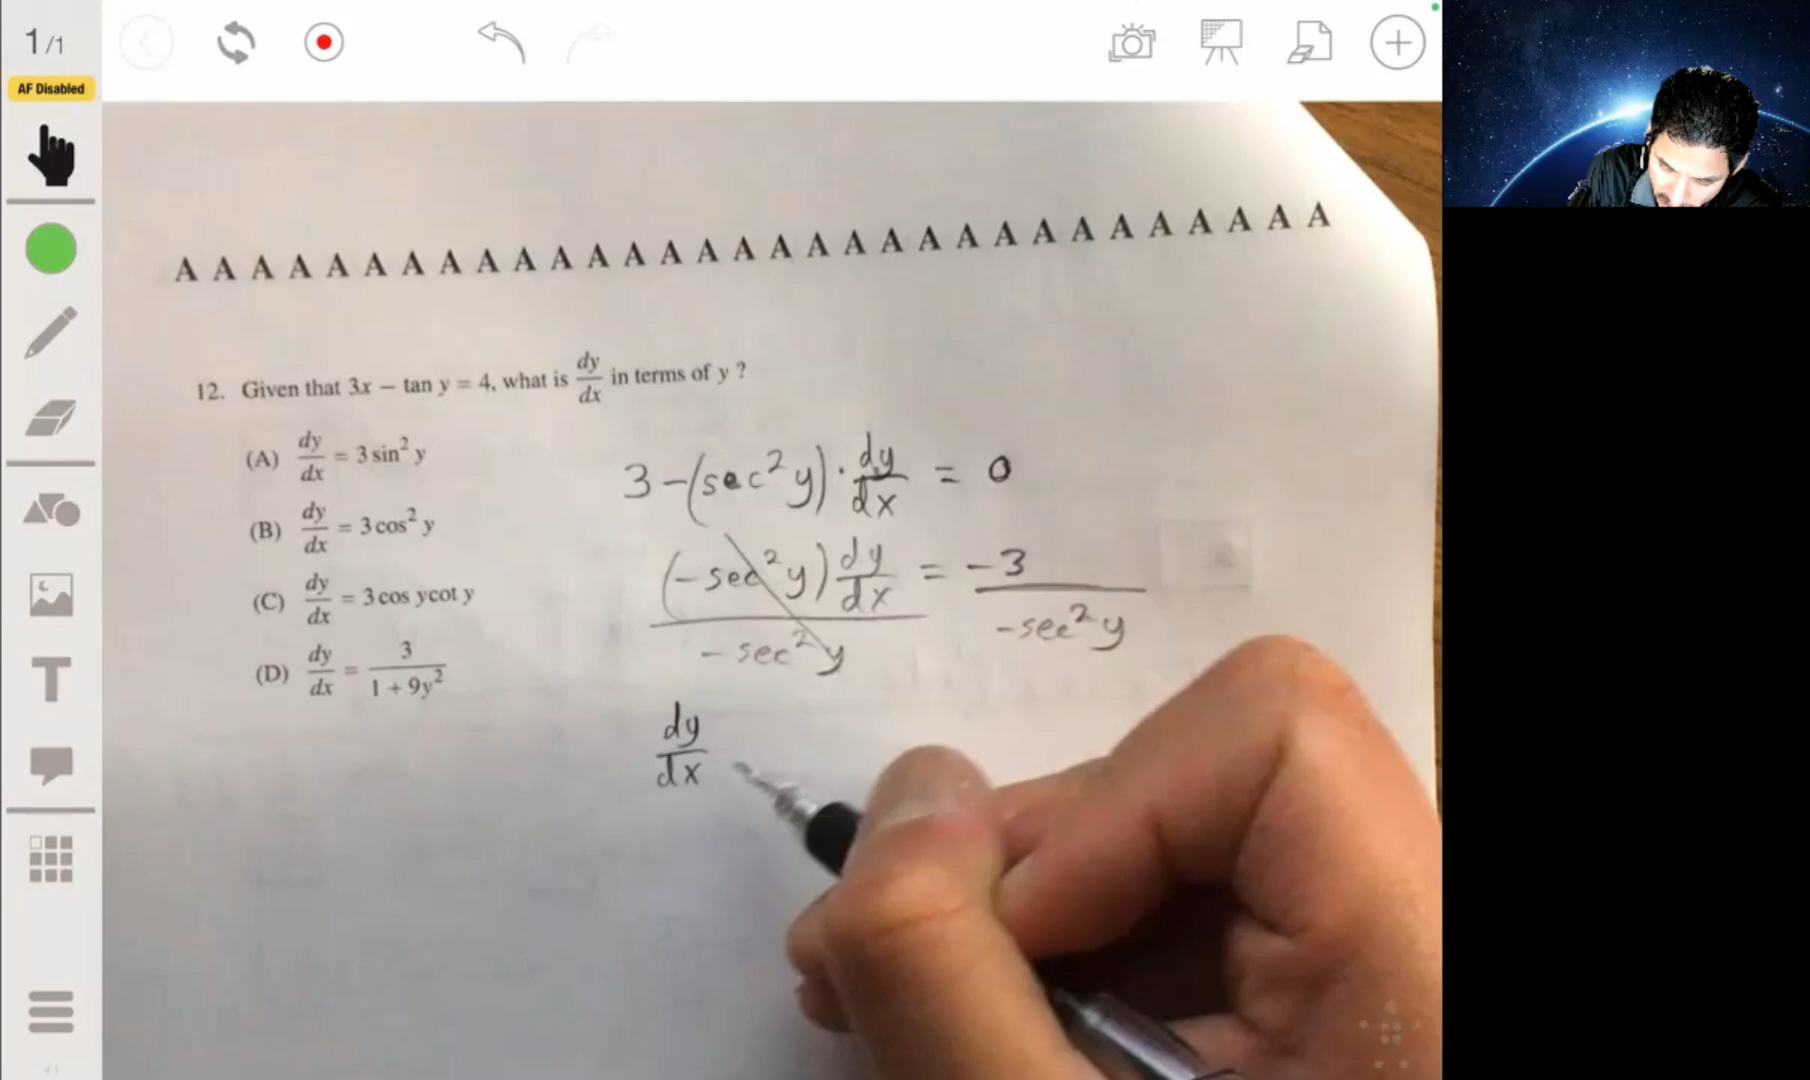 1/1
AF Disabled
A A A A A A A A A A A A A A A A A A A A A A A A A A A A A A A
12. Given that 3x − tan y = 4, what is dy/dx in terms of y ?
(A) dy/dx = 3 sin² y
(B) dy/dx = 3 cos² y
(C) dy/dx = 3 cos ycot y
(D) dy/dx = 3/(1 + 9y²)
3 −(sec² y) · dy/dx = 0
(−sec² y) dy/dx = −3
− sec² y
−sec² y
dy/dx
T